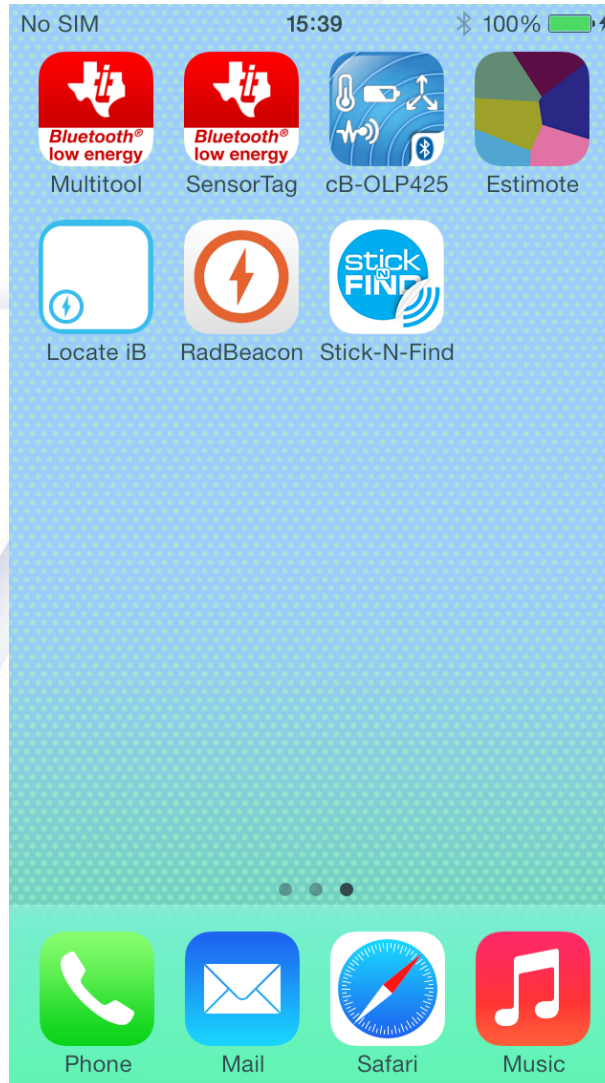 No SIM 15:39 100%
Bluetooth®
low energy
Bluetooth®
low energy
Multitool SensorTag cB-OLP425 Estimote
stick
N
FIND
Locate iB RadBeacon Stick-N-Find
Phone Mail Safari Music